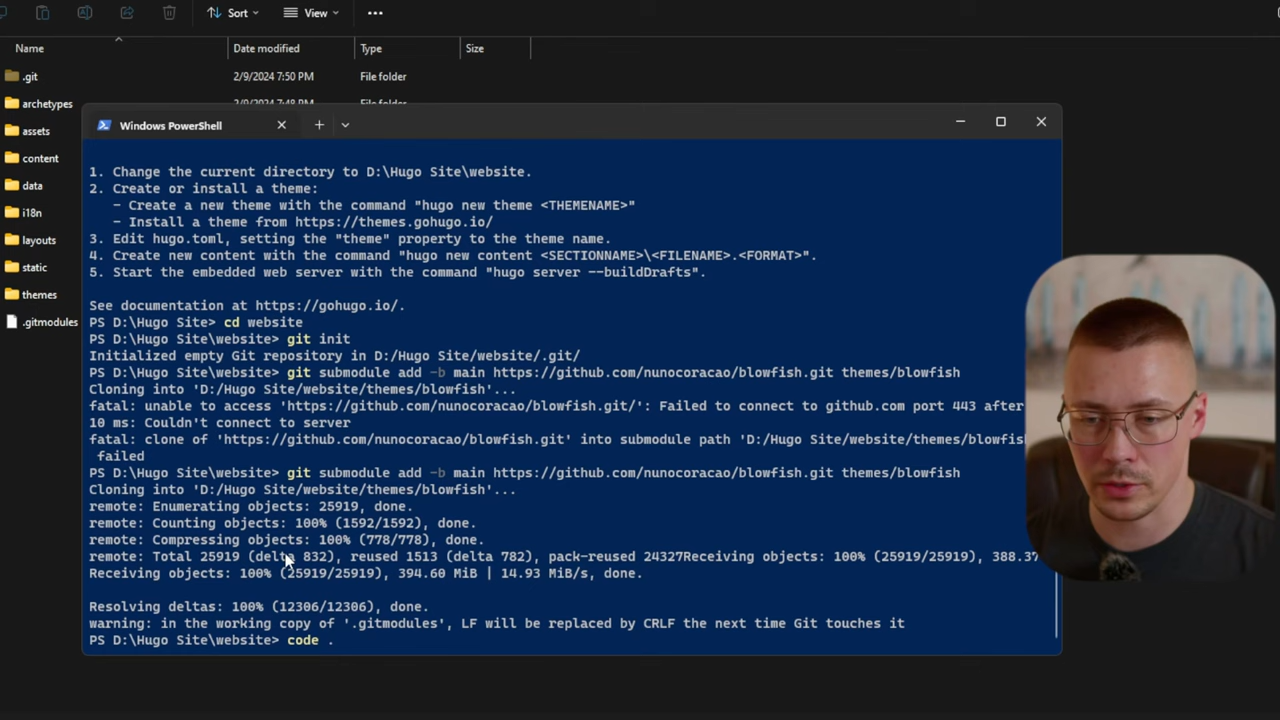 Sort
View
Name
Date modified
Type
Size
.git
2/9/2024 7:50 PM
File folder
archetypes
2/9/2024 7:48 PM
File folder
assets
content
data
i18n
layouts
static
themes
.gitmodules
Windows PowerShell
1. Change the current directory to D:\Hugo Site\website.
2. Create or install a theme:
- Create a new theme with the command "hugo new theme <THEMENAME>"
- Install a theme from https://themes.gohugo.io/
3. Edit hugo.toml, setting the "theme" property to the theme name.
4. Create new content with the command "hugo new content <SECTIONNAME>\<FILENAME>.<FORMAT>".
5. Start the embedded web server with the command "hugo server --buildDrafts".
See documentation at https://gohugo.io/.
PS D:\Hugo Site> cd website
PS D:\Hugo Site\website> git init
Initialized empty Git repository in D:/Hugo Site/website/.git/
PS D:\Hugo Site\website> git submodule add -b main https://github.com/nunocoracao/blowfish.git themes/blowfish
Cloning into 'D:/Hugo Site/website/themes/blowfish'...
fatal: unable to access 'https://github.com/nunocoracao/blowfish.git/': Failed to connect to github.com port 443 after
10 ms: Couldn't connect to server
fatal: clone of 'https://github.com/nunocoracao/blowfish.git' into submodule path 'D:/Hugo Site/website/themes/blowfish
failed
PS D:\Hugo Site\website> git submodule add -b main https://github.com/nunocoracao/blowfish.git themes/blowfish
Cloning into 'D:/Hugo Site/website/themes/blowfish'...
remote: Enumerating objects: 25919, done.
remote: Counting objects: 100% (1592/1592), done.
remote: Compressing objects: 100% (778/778), done.
remote: Total 25919 (delta 832), reused 1513 (delta 782), pack-reused 24327Receiving objects: 100% (25919/25919), 388.37
Receiving objects: 100% (25919/25919), 394.60 MiB | 14.93 MiB/s, done.
Resolving deltas: 100% (12306/12306), done.
warning: in the working copy of '.gitmodules', LF will be replaced by CRLF the next time Git touches it
PS D:\Hugo Site\website> code .